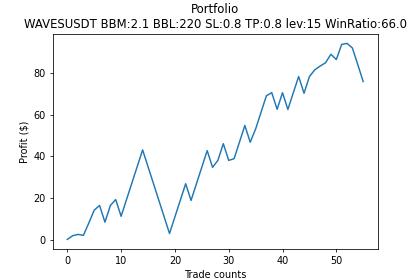 Portfolio
WAVESUSDT BBM:2.1 BBL:220 SL:0.8 TP:0.8 lev:15 WinRatio:66.0
Profit ($)
80
60
40
20
0
0 10 20 30 40 50
Trade counts